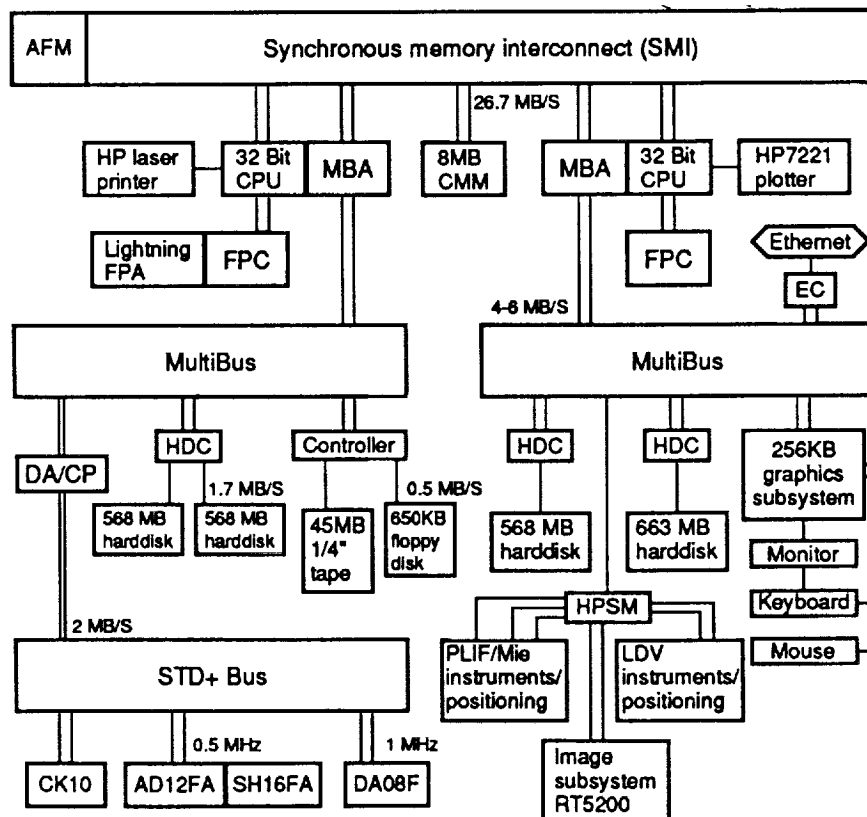 AFM
Synchronous memory interconnect (SMI)
26.7 MB/S
HP laser
printer
32 Bit
CPU
MBA
8MB
CMM
MBA
32 Bit
CPU
HP7221
plotter
Lightning
FPA
FPC
FPC
Ethernet
EC
4-6 MB/S
MultiBus
MultiBus
DA/CP
HDC
Controller
HDC
HDC
256KB
graphics
subsystem
1.7 MB/S
0.5 MB/S
568 MB
harddisk
568 MB
harddisk
45MB
1/4"
tape
650KB
floppy
disk
568 MB
harddisk
663 MB
harddisk
Monitor
Keyboard
Mouse
HPSM
2 MB/S
STD+ Bus
PLIF/Mie
instruments/
positioning
LDV
instruments/
positioning
0.5 MHz
1 MHz
CK10
AD12FA
SH16FA
DA08F
Image
subsystem
RT5200